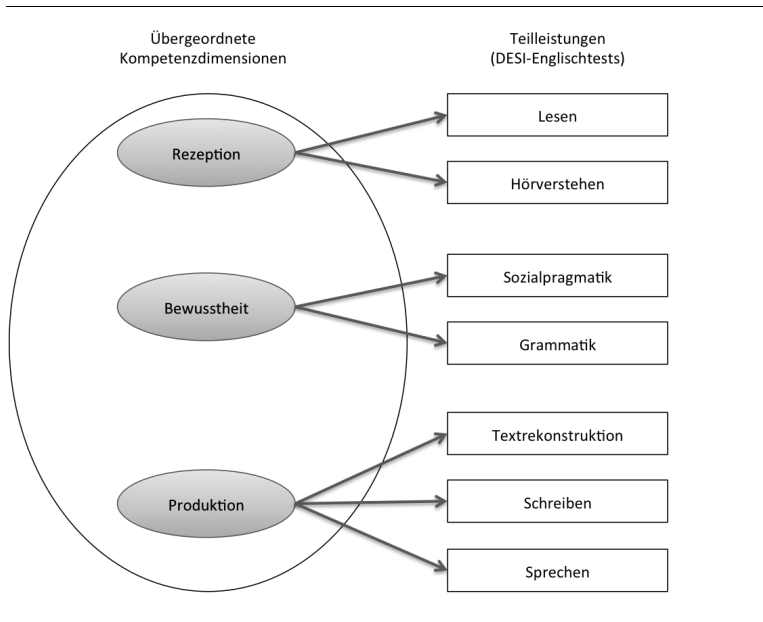 Übergeordnete
Kompetenzdimensionen
Teilleistungen
(DESI-Englischtests)
Rezeption
Lesen
Hörverstehen
Bewusstheit
Sozialpragmatik
Grammatik
Produktion
Textrekonstruktion
Schreiben
Sprechen